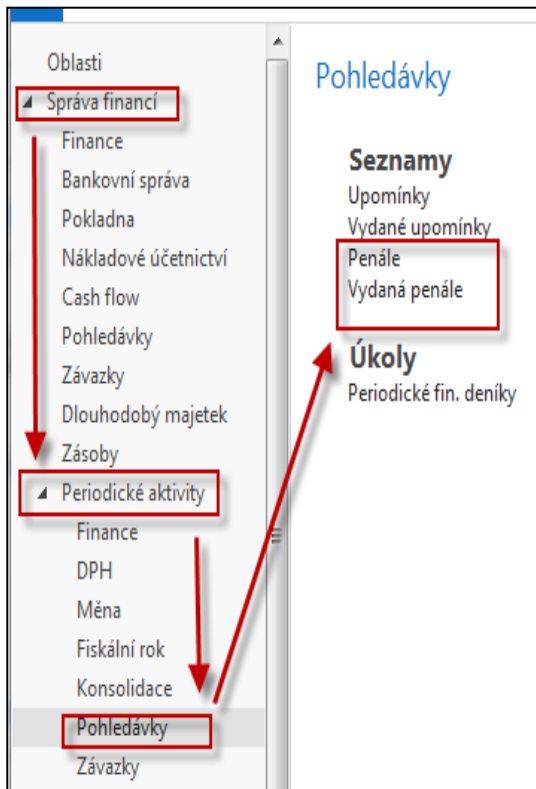 Oblasti
Správa financí
Finance
Bankovní správa
Pokladna
Nákladové účetnictví
Cash flow
Pohledávky
Závazky
Dlouhodobý majetek
Zásoby
Periodické aktivity
Finance
DPH
Měna
Fiskální rok
Konsolidace
Pohledávky
Závazky
Pohledávky
Seznamy
Upomínky
Vydané upomínky
Penále
Vydaná penále
Úkoly
Periodické fin. deníky